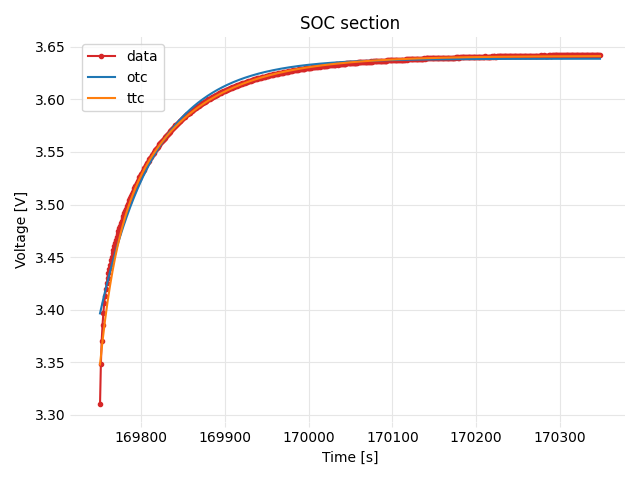 SOC section
data
otc
ttc
3.65
3.60
3.55
3.50
3.45
3.40
3.35
3.30
Voltage [V]
169800 169900 170000 170100 170200 170300
Time [s]